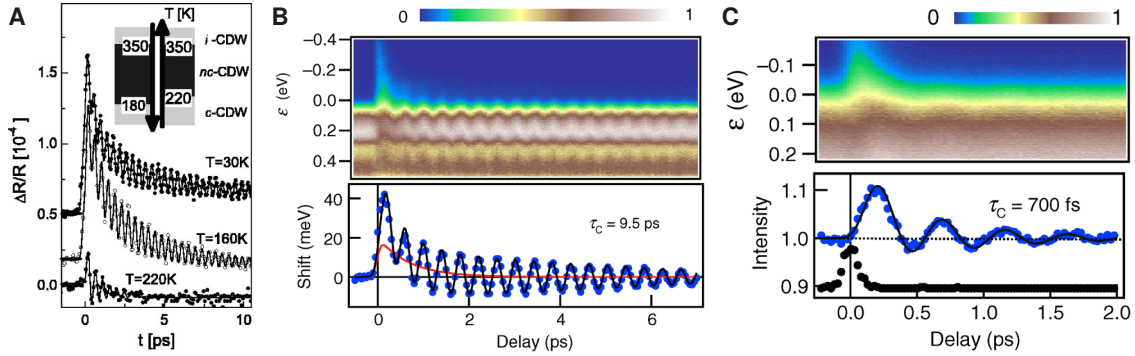 A
T [K]
350 350
i -CDW
nc-CDW
180 220
c-CDW
1.5
1.0
0.5
0.0
ΔR/R [10⁻⁴]
T=30K
T=160K
T=220K
0 5 10
t [ps]
B
0 1
-0.4
-0.2
0.0
0.2
0.4
ε (eV)
40
20
0
Shift (meV)
τC = 9.5 ps
0 2 4 6
Delay (ps)
C
0 1
-0.1
0.0
0.1
0.2
ε (eV)
1.1
1.0
0.9
Intensity
τC = 700 fs
0.0 0.5 1.0 1.5 2.0
Delay (ps)